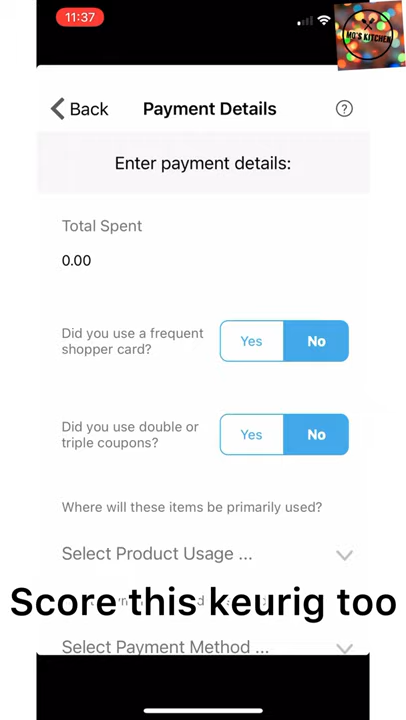 11:37
MO'S KITCHEN
Back
Payment Details
?
Enter payment details:
Total Spent
0.00
Did you use a frequent
shopper card?
Yes
No
Did you use double or
triple coupons?
Yes
No
Where will these items be primarily used?
Select Product Usage ...
Score this keurig too
Select Payment Method ...